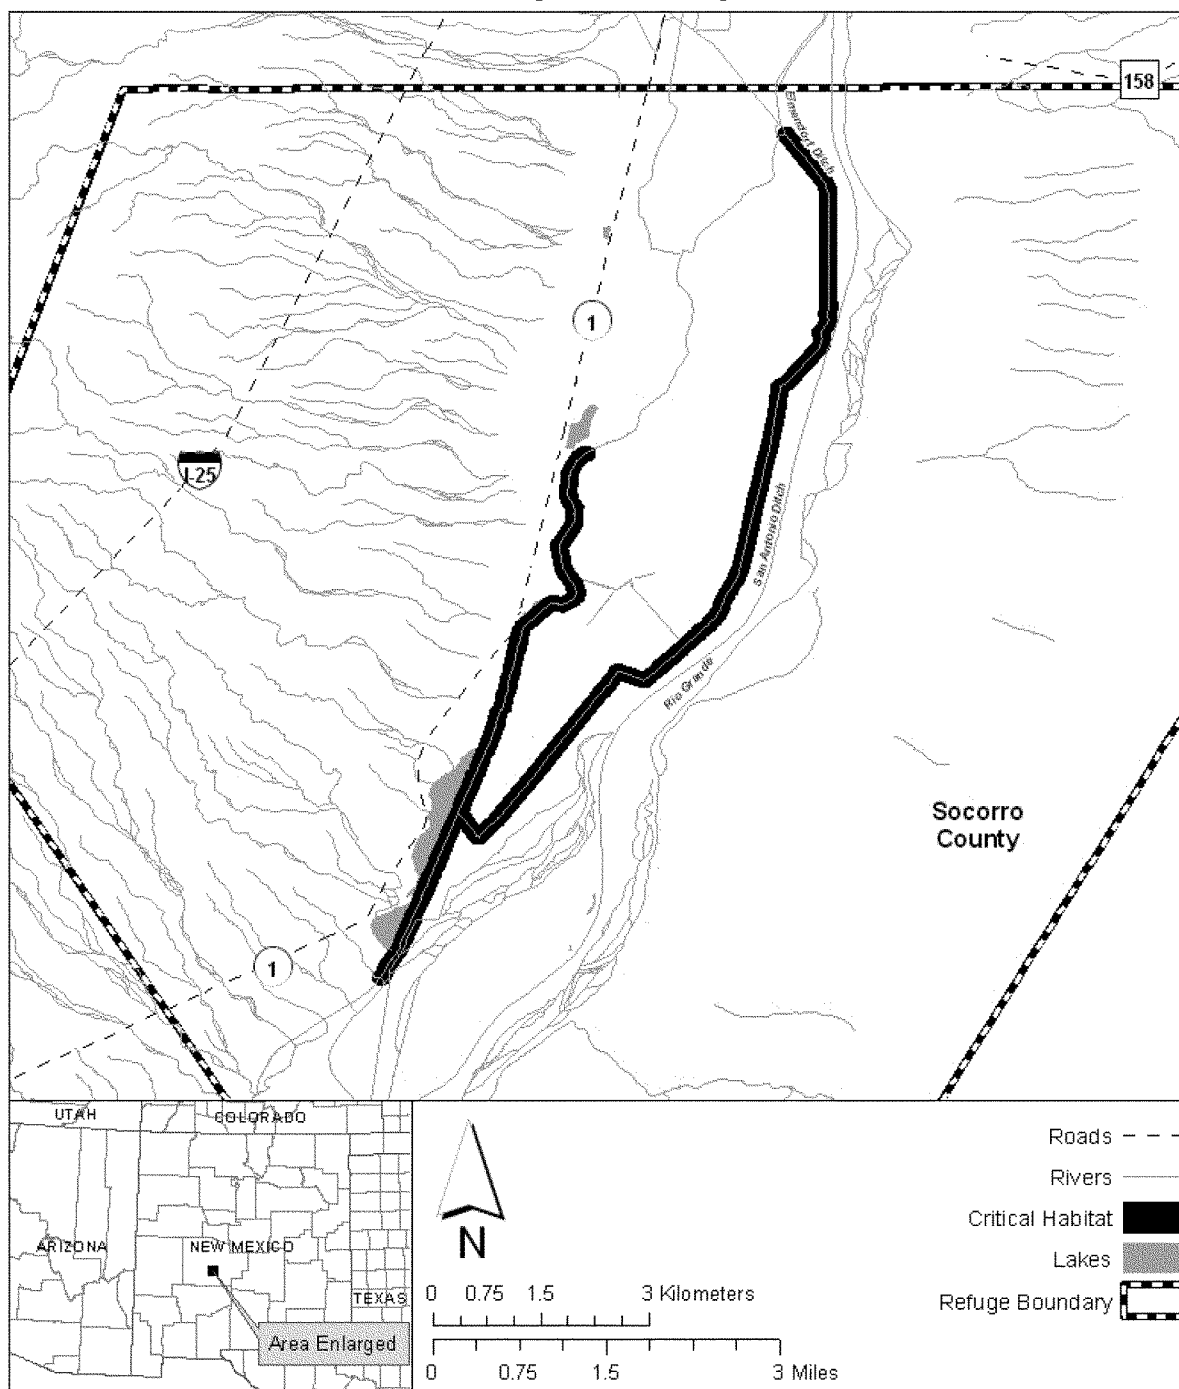 158
Elmendorf Ditch
1
I-25
San Antonio Ditch
Rio Grande
Socorro
County
1
UTAH
COLORADO
ARIZONA
NEW MEXICO
TEXAS
Area Enlarged
N
0 0.75 1.5 3 Kilometers
0 0.75 1.5 3 Miles
Roads
Rivers
Critical Habitat
Lakes
Refuge Boundary